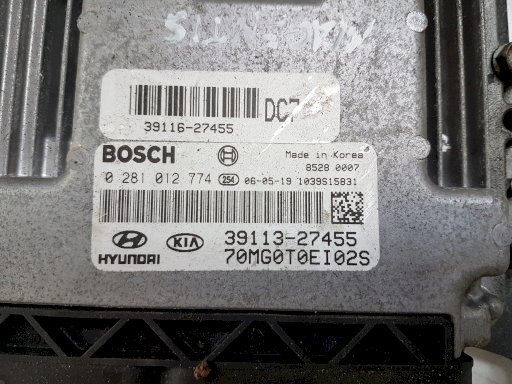 DC7
39116-27455
BOSCH
Made in Korea
8528 0007
0 281 012 774 254 06-05-19 1039S15831
39113-27455
HYUNDAI KIA
70MG0T0EI02S